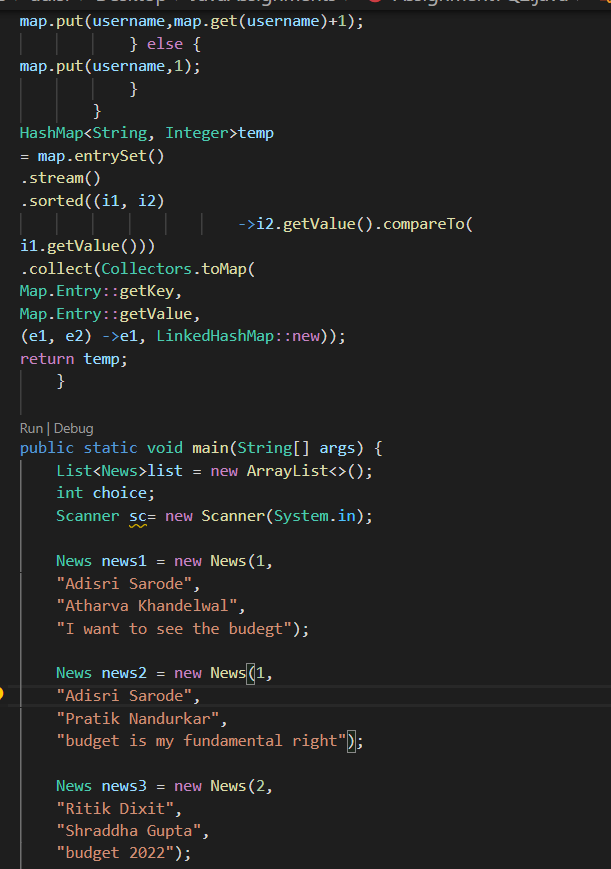 map.put(username,map.get(username)+1);
} else {
map.put(username,1);
}
}
HashMap<String, Integer>temp
= map.entrySet()
.stream()
.sorted((i1, i2)
->i2.getValue().compareTo(
i1.getValue()))
.collect(Collectors.toMap(
Map.Entry::getKey,
Map.Entry::getValue,
(e1, e2) ->e1, LinkedHashMap::new));
return temp;
}
Run | Debug
public static void main(String[] args) {
List<News>list = new ArrayList<>();
int choice;
Scanner sc= new Scanner(System.in);
News news1 = new News(1,
"Adisri Sarode",
"Atharva Khandelwal",
"I want to see the budegt");
News news2 = new News(1,
"Adisri Sarode",
"Pratik Nandurkar",
"budget is my fundamental right");
News news3 = new News(2,
"Ritik Dixit",
"Shraddha Gupta",
"budget 2022");